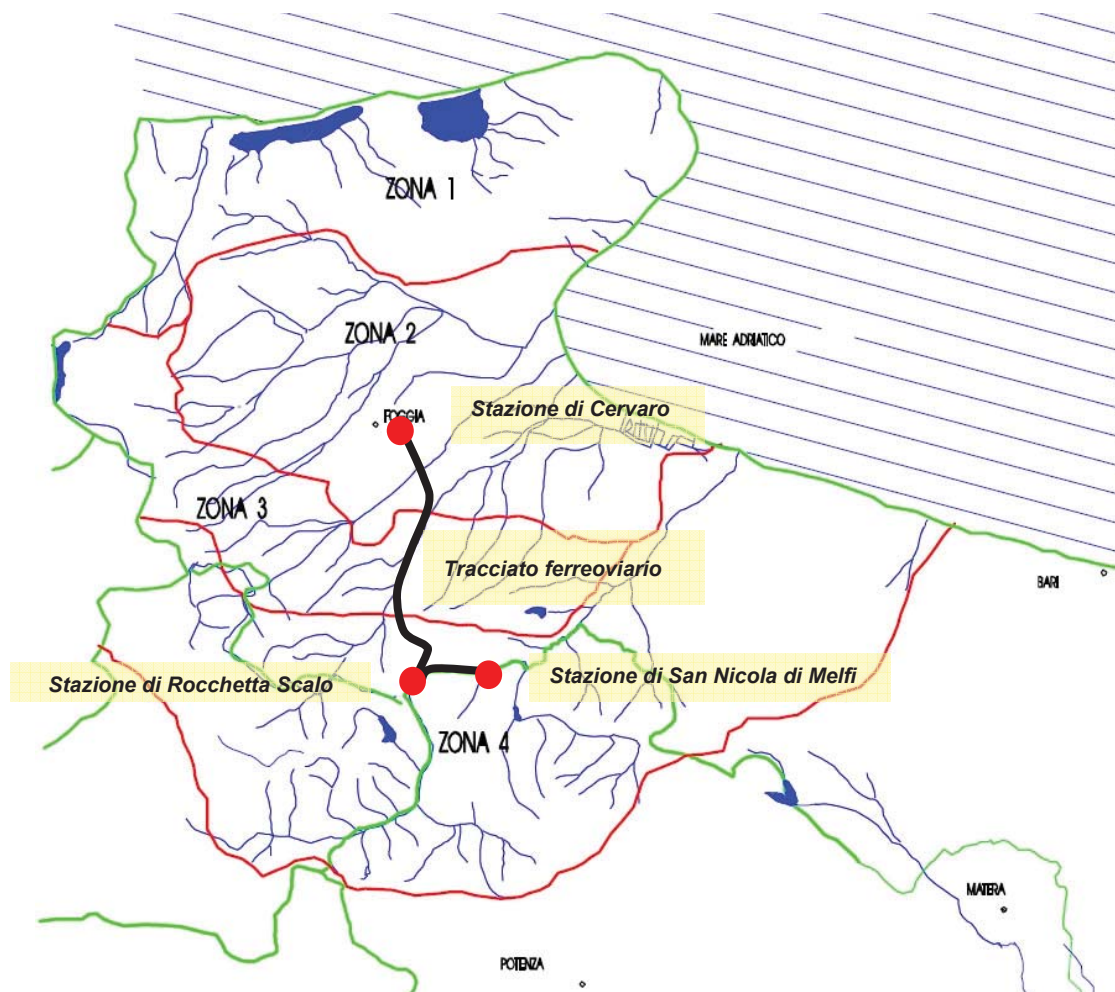 ZONA 1
ZONA 2
MARE ADRIATICO
Stazione di Cervaro
FOGGIA
ZONA 3
Tracciato ferreoviario
BARI
Stazione di Rocchetta Scalo
Stazione di San Nicola di Melfi
ZONA 4
MATERA
POTENZA